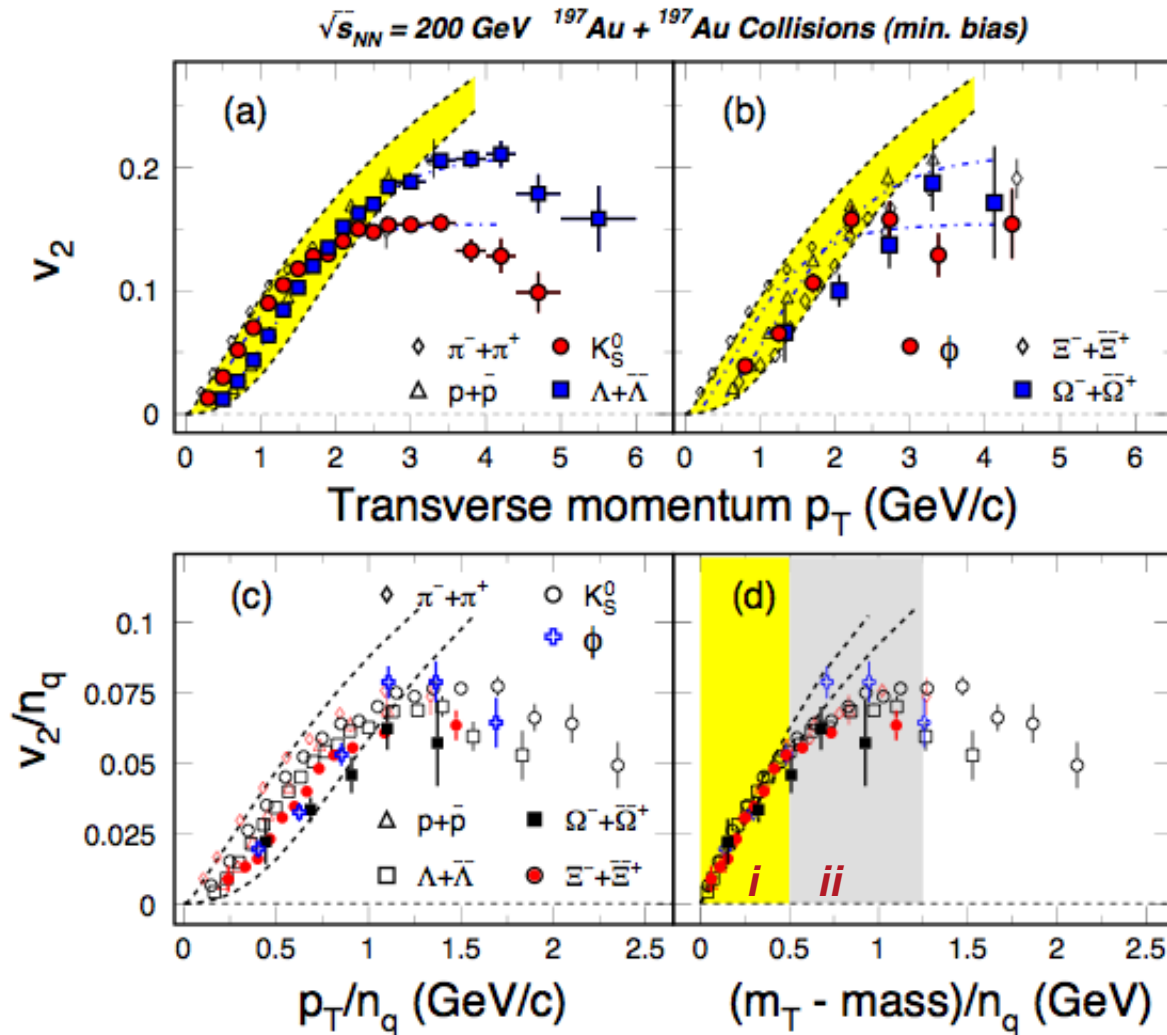 √s_NN = 200 GeV ¹⁹⁷Au + ¹⁹⁷Au Collisions (min. bias)
(a)
(b)
v₂
0.2
0.1
0
π⁻+π⁺ K⁰_S
p+p̄ Λ+Λ̄
ϕ Ξ⁻+Ξ̄⁺
Ω⁻+Ω̄⁺
0 1 2 3 4 5 6
0 1 2 3 4 5 6
Transverse momentum p_T (GeV/c)
(c)
(d)
v₂/n_q
0.1
0.075
0.05
0.025
0
π⁻+π⁺ K⁰_S
ϕ
p+p̄ Ω⁻+Ω̄⁺
Λ+Λ̄ Ξ⁻+Ξ̄⁺
i ii
0 0.5 1 1.5 2 2.5
0 0.5 1 1.5 2 2.5
p_T/n_q (GeV/c)
(m_T - mass)/n_q (GeV)